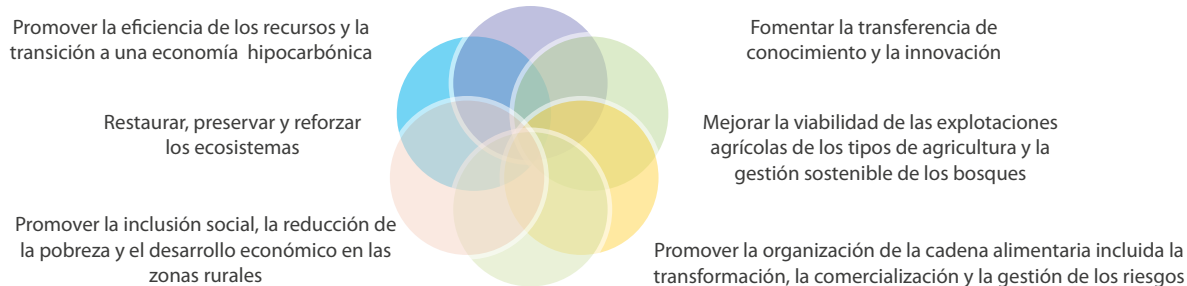 Promover la eficiencia de los recursos y la
transición a una economía hipocarbónica
Fomentar la transferencia de
conocimiento y la innovación
Restaurar, preservar y reforzar
los ecosistemas
Mejorar la viabilidad de las explotaciones
agrícolas de los tipos de agricultura y la
gestión sostenible de los bosques
Promover la inclusión social, la reducción de
la pobreza y el desarrollo económico en las
zonas rurales
Promover la organización de la cadena alimentaria incluida la
transformación, la comercialización y la gestión de los riesgos